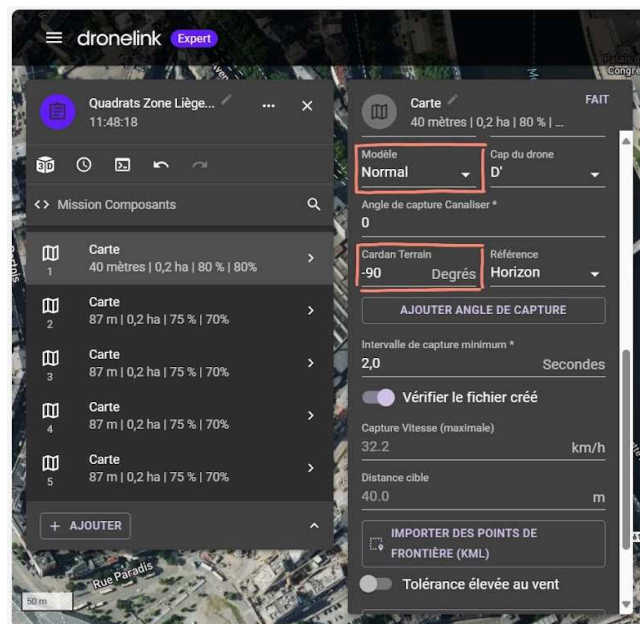 dronelink Expert
Quadrats Zone Liège...
11:48:18
Mission Composants
1
Carte
40 mètres | 0,2 ha | 80 % | 80%
2
Carte
87 m | 0,2 ha | 75 % | 70%
3
Carte
87 m | 0,2 ha | 75 % | 70%
4
Carte
87 m | 0,2 ha | 75 % | 70%
5
Carte
87 m | 0,2 ha | 75 % | 70%
+ AJOUTER
Carte
FAIT
40 mètres | 0,2 ha | 80 % | ...
Modèle
Normal
Cap du drone
D'
Angle de capture Canaliser *
0
Cardan Terrain
-90 Degrés
Référence
Horizon
AJOUTER ANGLE DE CAPTURE
Intervalle de capture minimum *
2,0 Secondes
Vérifier le fichier créé
Capture Vitesse (maximale)
32.2 km/h
Distance cible
40.0 m
IMPORTER DES POINTS DE
FRONTIÈRE (KML)
Tolérance élevée au vent
Rue Paradis
50 m